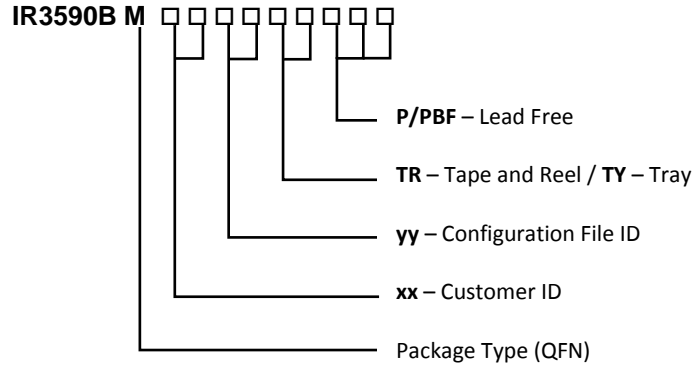 IR3590B M □ □ □ □ □ □ □ □ □
P/PBF – Lead Free
TR – Tape and Reel / TY – Tray
yy – Configuration File ID
xx – Customer ID
Package Type (QFN)